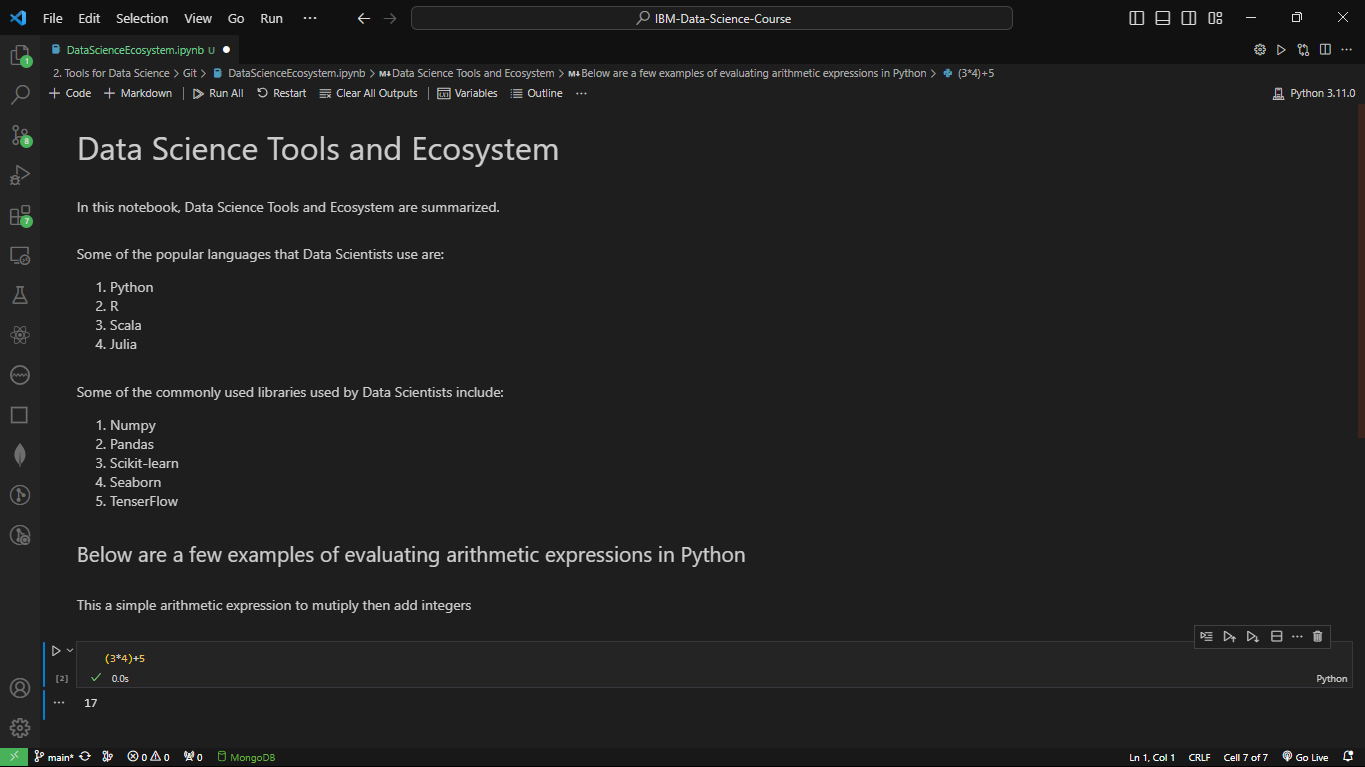 File Edit Selection View Go Run ··· IBM-Data-Science-Course
DataScienceEcosystem.ipynb U
2. Tools for Data Science > Git > DataScienceEcosystem.ipynb > M↓Data Science Tools and Ecosystem > M↓Below are a few examples of evaluating arithmetic expressions in Python > (3*4)+5
+ Code + Markdown | Run All Restart Clear All Outputs | Variables Outline ··· Python 3.11.0
1
8
7
Data Science Tools and Ecosystem
In this notebook, Data Science Tools and Ecosystem are summarized.
Some of the popular languages that Data Scientists use are:
1. Python
2. R
3. Scala
4. Julia
Some of the commonly used libraries used by Data Scientists include:
1. Numpy
2. Pandas
3. Scikit-learn
4. Seaborn
5. TenserFlow
Below are a few examples of evaluating arithmetic expressions in Python
This a simple arithmetic expression to mutiply then add integers
(3*4)+5
[2] 0.0s Python
··· 17
main* 0 0 0 MongoDB Ln 1, Col 1 CRLF Cell 7 of 7 Go Live